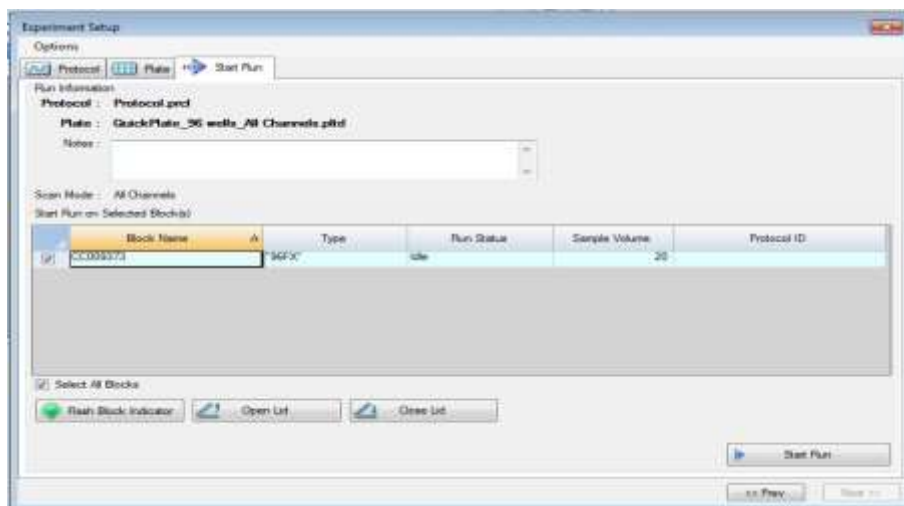 Experiment Setup
Options
Protocol Plate Start Run
Run Information
Protocol : Protocol.prcl
Plate : QuickPlate_96 wells_All Channels.pltd
Notes :
Scan Mode : All Channels
Start Run on Selected Block(s)
Block Name Type Run Status Sample Volume Protocol ID
"96FX" Idle 20
Select All Blocks
Flash Block Indicator Open Lid Close Lid
Start Run
<< Prev Next >>